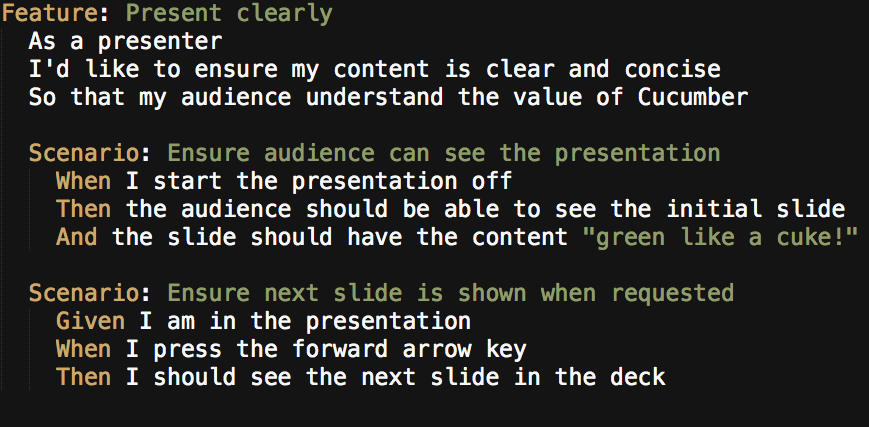 Feature: Present clearly
As a presenter
I'd like to ensure my content is clear and concise
So that my audience understand the value of Cucumber
Scenario: Ensure audience can see the presentation
When I start the presentation off
Then the audience should be able to see the initial slide
And the slide should have the content "green like a cuke!"
Scenario: Ensure next slide is shown when requested
Given I am in the presentation
When I press the forward arrow key
Then I should see the next slide in the deck